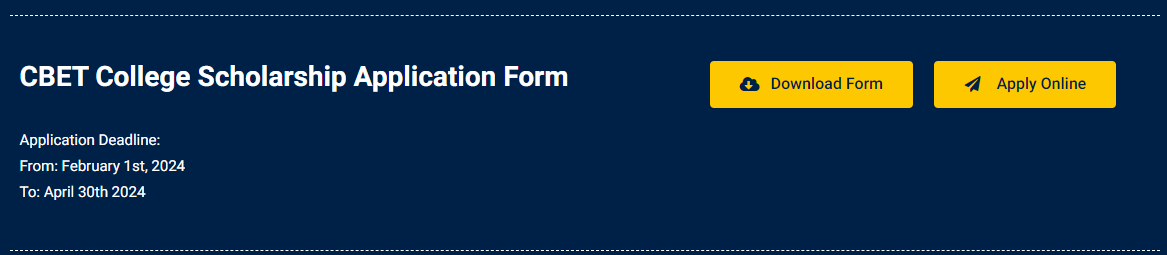 CBET College Scholarship Application Form
Download Form
Apply Online
Application Deadline:
From: February 1st, 2024
To: April 30th 2024